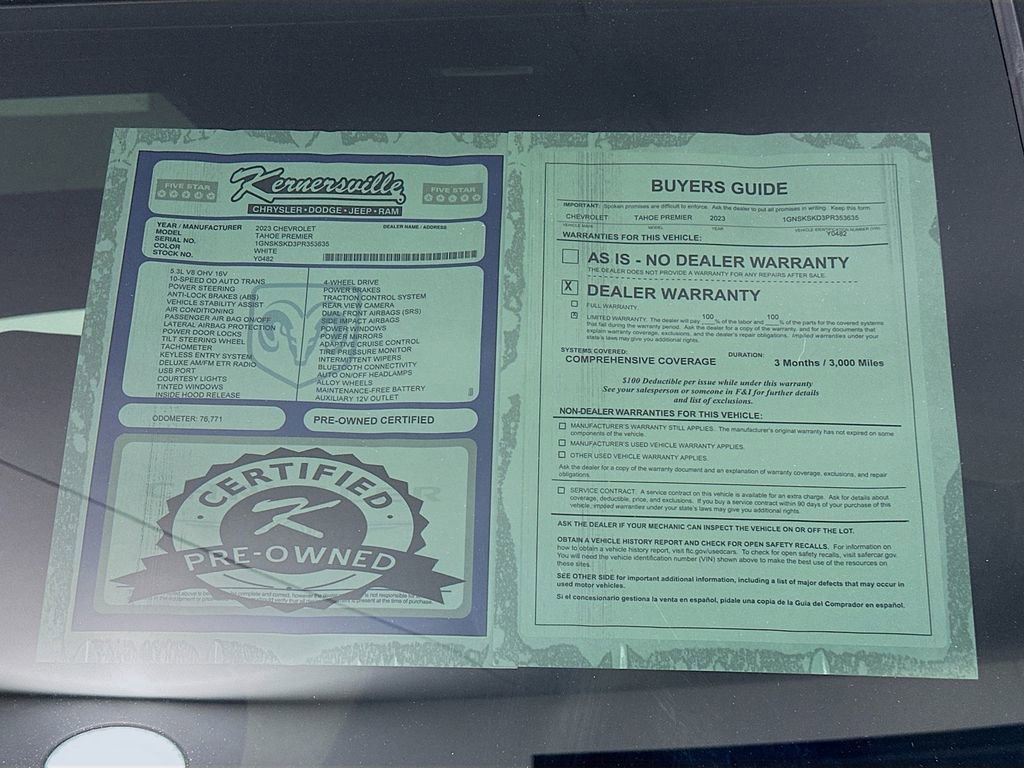 FIVE STAR
Kernersville
FIVE STAR
CHRYSLER • DODGE • JEEP • RAM
YEAR / MANUFACTURER 2023 CHEVROLET
DEALER NAME / ADDRESS
MODEL TAHOE PREMIER
SERIAL NO. 1GNSKSKD3PR353635
COLOR WHITE
STOCK NO. Y0482
5.3L V8 OHV 16V
10-SPEED OD AUTO TRANS
POWER STEERING
ANTI-LOCK BRAKES (ABS)
VEHICLE STABILITY ASSIST
AIR CONDITIONING
PASSENGER AIR BAG ON/OFF
LATERAL AIRBAG PROTECTION
POWER DOOR LOCKS
TILT STEERING WHEEL
TACHOMETER
KEYLESS ENTRY SYSTEM
DELUXE AM/FM ETR RADIO
USB PORT
COURTESY LIGHTS
TINTED WINDOWS
INSIDE HOOD RELEASE
4-WHEEL DRIVE
POWER BRAKES
TRACTION CONTROL SYSTEM
REAR VIEW CAMERA
DUAL FRONT AIRBAGS (SRS)
SIDE IMPACT AIRBAGS
POWER WINDOWS
POWER MIRRORS
ADAPTIVE CRUISE CONTROL
TIRE PRESSURE MONITOR
INTERMITTENT WIPERS
BLUETOOTH CONNECTIVITY
AUTO ON/OFF HEADLAMPS
ALLOY WHEELS
MAINTENANCE-FREE BATTERY
AUXILIARY 12V OUTLET
ODOMETER: 76,771
PRE-OWNED CERTIFIED
CERTIFIED
K
PRE-OWNED
BUYERS GUIDE
IMPORTANT: Spoken promises are difficult to enforce. Ask the dealer to put all promises in writing. Keep this form.
CHEVROLET TAHOE PREMIER 2023 1GNSKSKD3PR353635
VEHICLE MAKE MODEL YEAR VEHICLE IDENTIFICATION NUMBER (VIN)
Y0482
WARRANTIES FOR THIS VEHICLE:
AS IS - NO DEALER WARRANTY
THE DEALER DOES NOT PROVIDE A WARRANTY FOR ANY REPAIRS AFTER SALE.
X DEALER WARRANTY
FULL WARRANTY.
X LIMITED WARRANTY. The dealer will pay 100 % of the labor and 100 % of the parts for the covered systems
that fail during the warranty period. Ask the dealer for a copy of the warranty, and for any documents that
explain warranty coverage, exclusions, and the dealer's repair obligations. Implied warranties under your
state's laws may give you additional rights.
SYSTEMS COVERED: DURATION:
COMPREHENSIVE COVERAGE 3 Months / 3,000 Miles
$100 Deductible per issue while under this warranty
See your salesperson or someone in F&I for further details
and list of exclusions.
NON-DEALER WARRANTIES FOR THIS VEHICLE:
MANUFACTURER'S WARRANTY STILL APPLIES. The manufacturer's original warranty has not expired on some
components of the vehicle.
MANUFACTURER'S USED VEHICLE WARRANTY APPLIES.
OTHER USED VEHICLE WARRANTY APPLIES.
Ask the dealer for a copy of the warranty document and an explanation of warranty coverage, exclusions, and repair
obligations.
SERVICE CONTRACT. A service contract on this vehicle is available for an extra charge. Ask for details about
coverage, deductible, price, and exclusions. If you buy a service contract within 90 days of your purchase of this
vehicle, implied warranties under your state's laws may give you additional rights.
ASK THE DEALER IF YOUR MECHANIC CAN INSPECT THE VEHICLE ON OR OFF THE LOT.
OBTAIN A VEHICLE HISTORY REPORT AND CHECK FOR OPEN SAFETY RECALLS. For information on
how to obtain a vehicle history report, visit ftc.gov/usedcars. To check for open safety recalls, visit safercar.gov.
You will need the vehicle identification number (VIN) shown above to make the best use of the resources on
these sites.
SEE OTHER SIDE for important additional information, including a list of major defects that may occur in
used motor vehicles.
Si el concesionario gestiona la venta en español, pídale una copia de la Guía del Comprador en español.